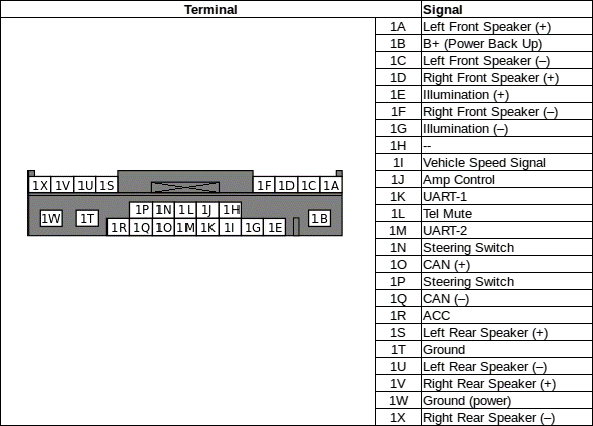 Terminal Signal
1A Left Front Speaker (+)
1B B+ (Power Back Up)
1C Left Front Speaker (–)
1D Right Front Speaker (+)
1E Illumination (+)
1F Right Front Speaker (–)
1G Illumination (–)
1H --
1I Vehicle Speed Signal
1J Amp Control
1K UART-1
1L Tel Mute
1M UART-2
1N Steering Switch
1O CAN (+)
1P Steering Switch
1Q CAN (–)
1R ACC
1S Left Rear Speaker (+)
1T Ground
1U Left Rear Speaker (–)
1V Right Rear Speaker (+)
1W Ground (power)
1X Right Rear Speaker (–)
1X 1V 1U 1S 1F 1D 1C 1A
1P 1N 1L 1J 1H
1W 1T 1B
1R 1Q 1O 1M 1K 1I 1G 1E